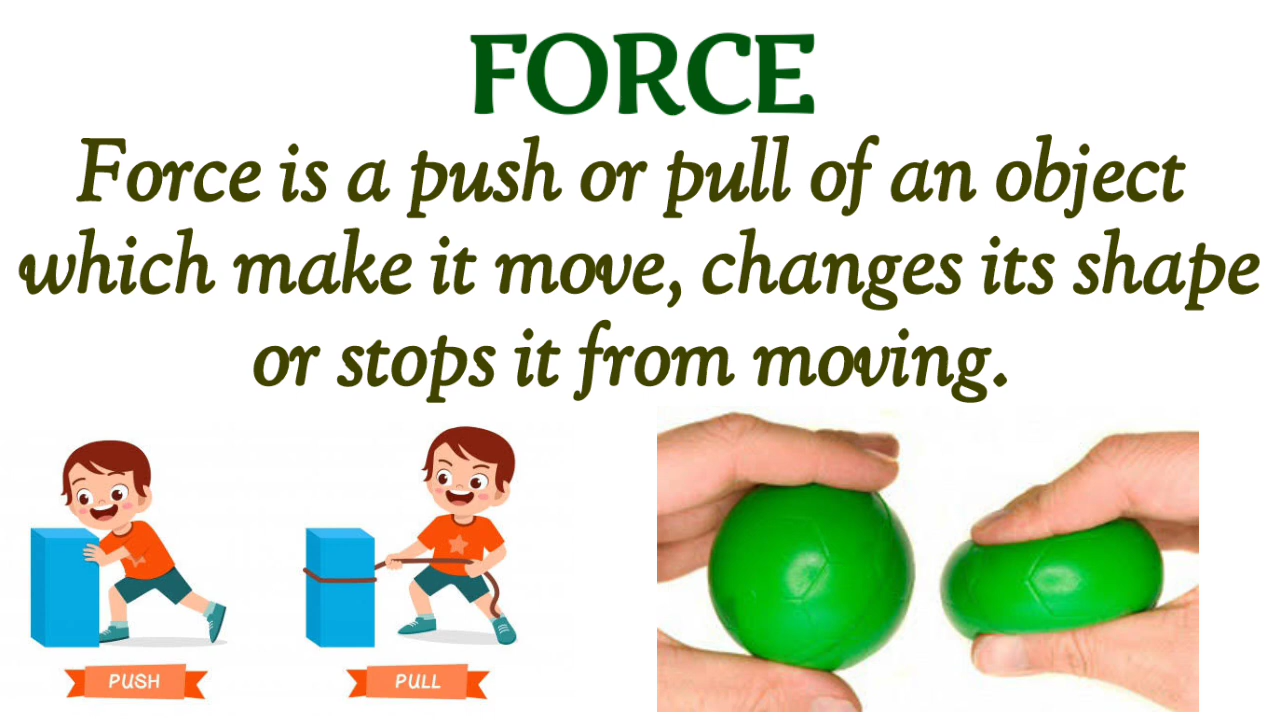 FORCE
Force is a push or pull of an object
which make it move, changes its shape
or stops it from moving.
PUSH
PULL